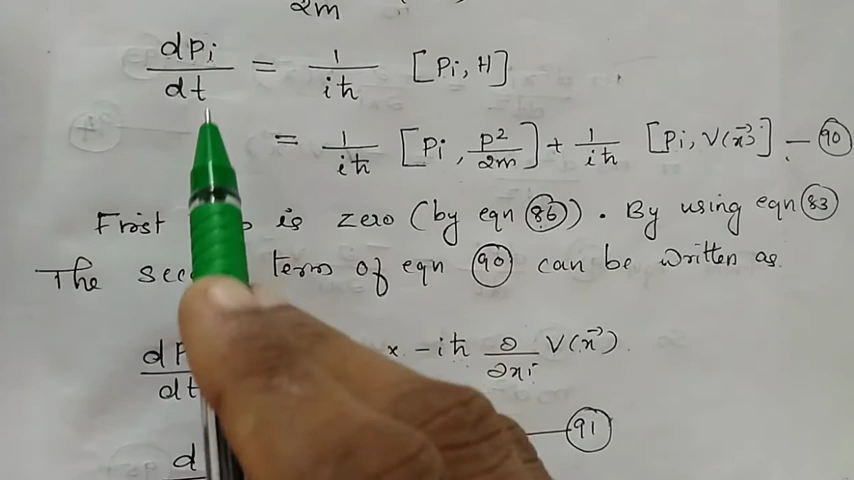 2m
dPi/dt = 1/iħ [Pi, H]
= 1/iħ [Pi, P²/2m] + 1/iħ [Pi, V(x⃗)] — 90
First is zero (by eqn 86). By using eqn 83
The term of eqn 90 can be written as
dP dt x - iħ ∂/∂xi V(x⃗).
91
d